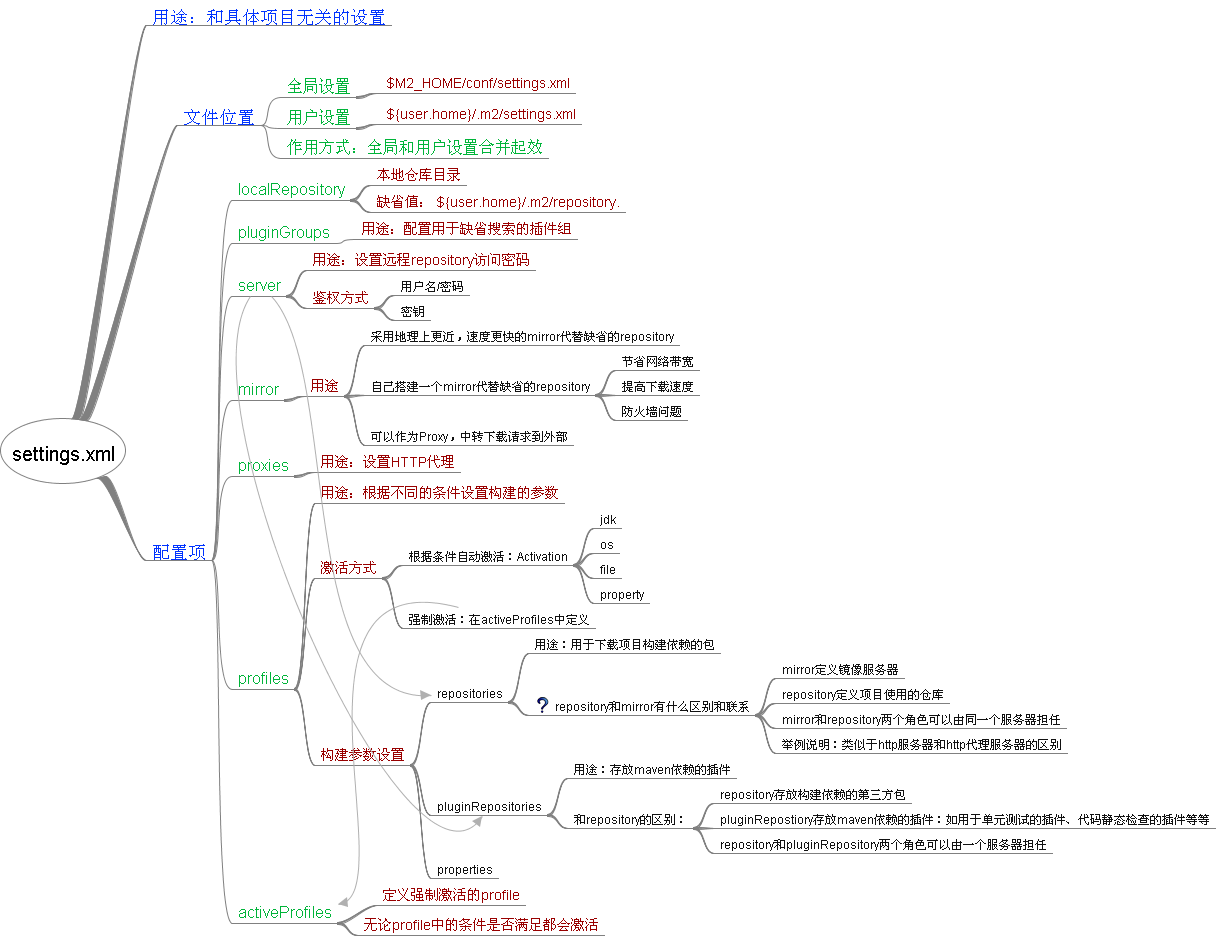 用途：和具体项目无关的设置
文件位置
全局设置
$M2_HOME/conf/settings.xml
用户设置
${user.home}/.m2/settings.xml
作用方式：全局和用户设置合并起效
settings.xml
配置项
localRepository
本地仓库目录
缺省值： ${user.home}/.m2/repository.
pluginGroups
用途：配置用于缺省搜索的插件组
server
用途：设置远程repository访问密码
鉴权方式
用户名/密码
密钥
mirror
用途
采用地理上更近，速度更快的mirror代替缺省的repository
自己搭建一个mirror代替缺省的repository
节省网络带宽
提高下载速度
防火墙问题
可以作为Proxy，中转下载请求到外部
proxies
用途：设置HTTP代理
profiles
用途：根据不同的条件设置构建的参数
激活方式
根据条件自动激活：Activation
jdk
os
file
property
强制激活：在activeProfiles中定义
构建参数设置
repositories
用途：用于下载项目构建依赖的包
? repository和mirror有什么区别和联系
mirror定义镜像服务器
repository定义项目使用的仓库
mirror和repository两个角色可以由同一个服务器担任
举例说明：类似于http服务器和http代理服务器的区别
pluginRepositories
用途：存放maven依赖的插件
和repository的区别：
repository存放构建依赖的第三方包
pluginRepostiory存放maven依赖的插件：如用于单元测试的插件、代码静态检查的插件等等
repository和pluginRepository两个角色可以由一个服务器担任
properties
activeProfiles
定义强制激活的profile
无论profile中的条件是否满足都会激活